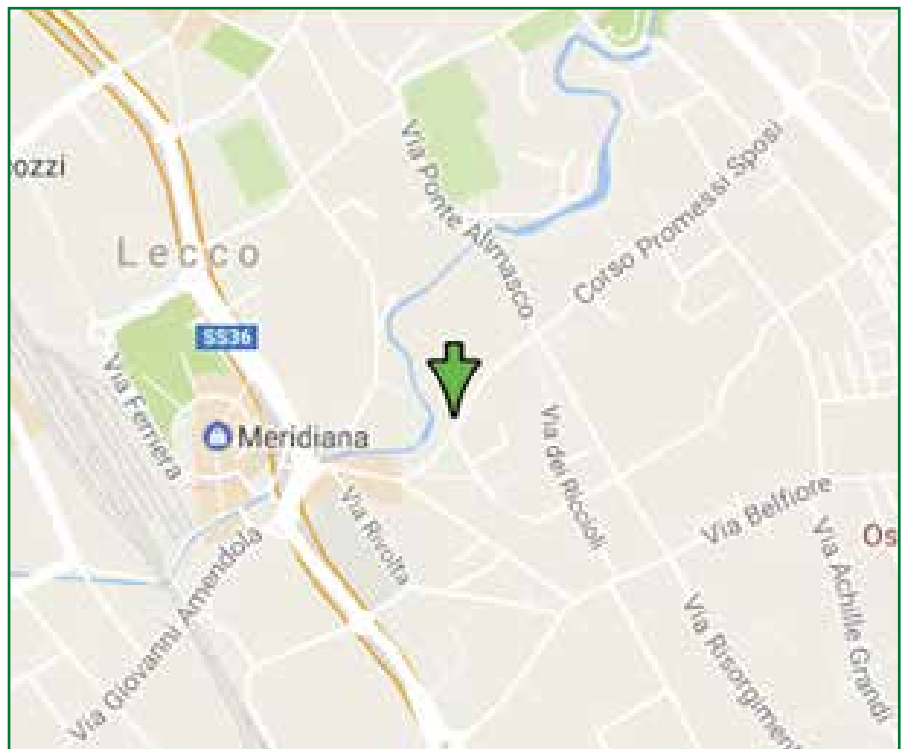 ozzi
Lecco
Via Ponte Alimasco
Corso Promessi Sposi
SS36
Via Ferriera
Meridiana
Via dei Riccioli
Via Rivolta
Via Belfiore
Via Giovanni Amendola
Os
Via Achille Grandi
Via Risorgiment